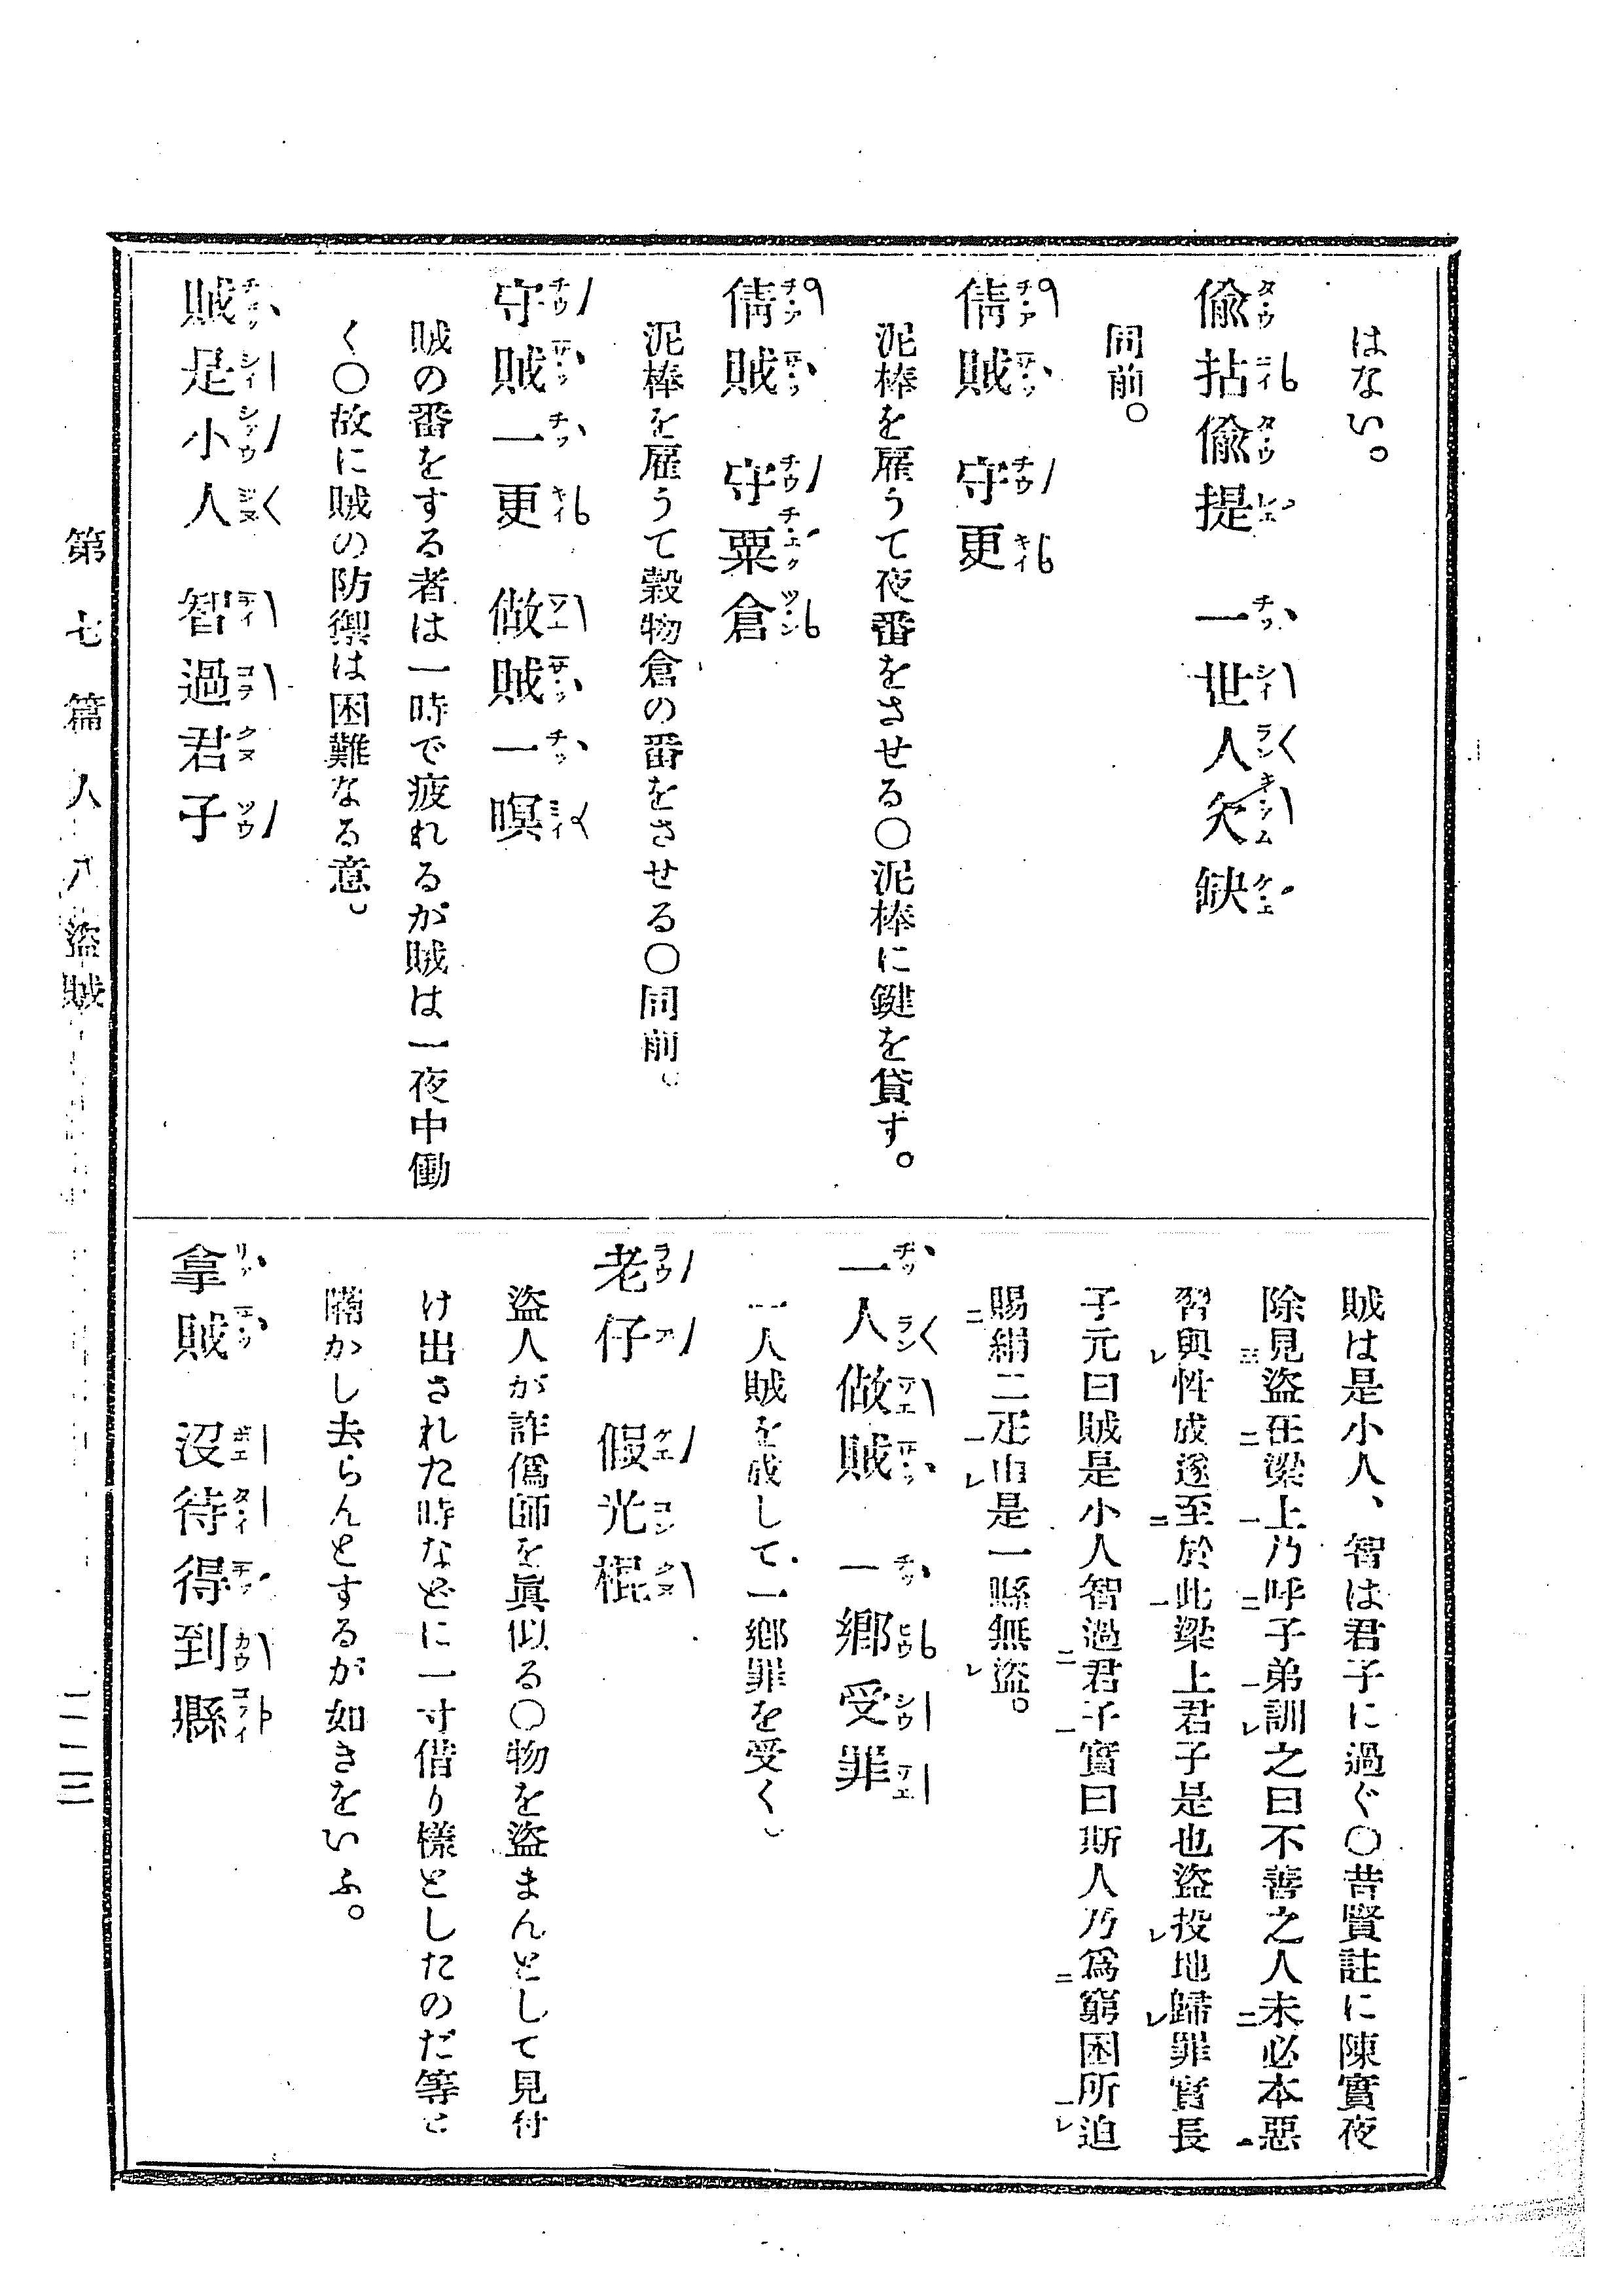 はない。
偸拈偸提　一世人欠缺
同前。
倩賊　守更
泥棒を雇うて夜番をさせる〇泥棒に鍵を貸す。
倩賊　守粟倉
泥棒を雇うて穀物倉の番をさせる〇同前。
守賊一更　做賊一暝
賊の番をする者は一時で疲れるが賊は一夜中働
く〇故に賊の防禦は困難なる意。
賊是小人　智過君子
賊は是小人、智は君子に過ぐ〇昔賢註に陳寔夜
除見盜在梁上乃呼子弟訓之曰不善之人未必本惡
習與性成遂至於此梁上君子是也盜投地歸罪寔長
子元曰賊是小人智過君子寔曰斯人乃爲窮困所迫
賜絹二疋由是一縣無盜。
一人做賊　一鄉受罪
一人賊を成して一鄉罪を受く。
老仔　假光棍
盜人が詐僞師を眞似る〇物を盜まんとして見付
け出された時などに一寸借り樣としたのだ等と
瞞かし去らんとするが如きをいふ。
拿賊　沒待得到縣
第七篇　人　八　盜賊